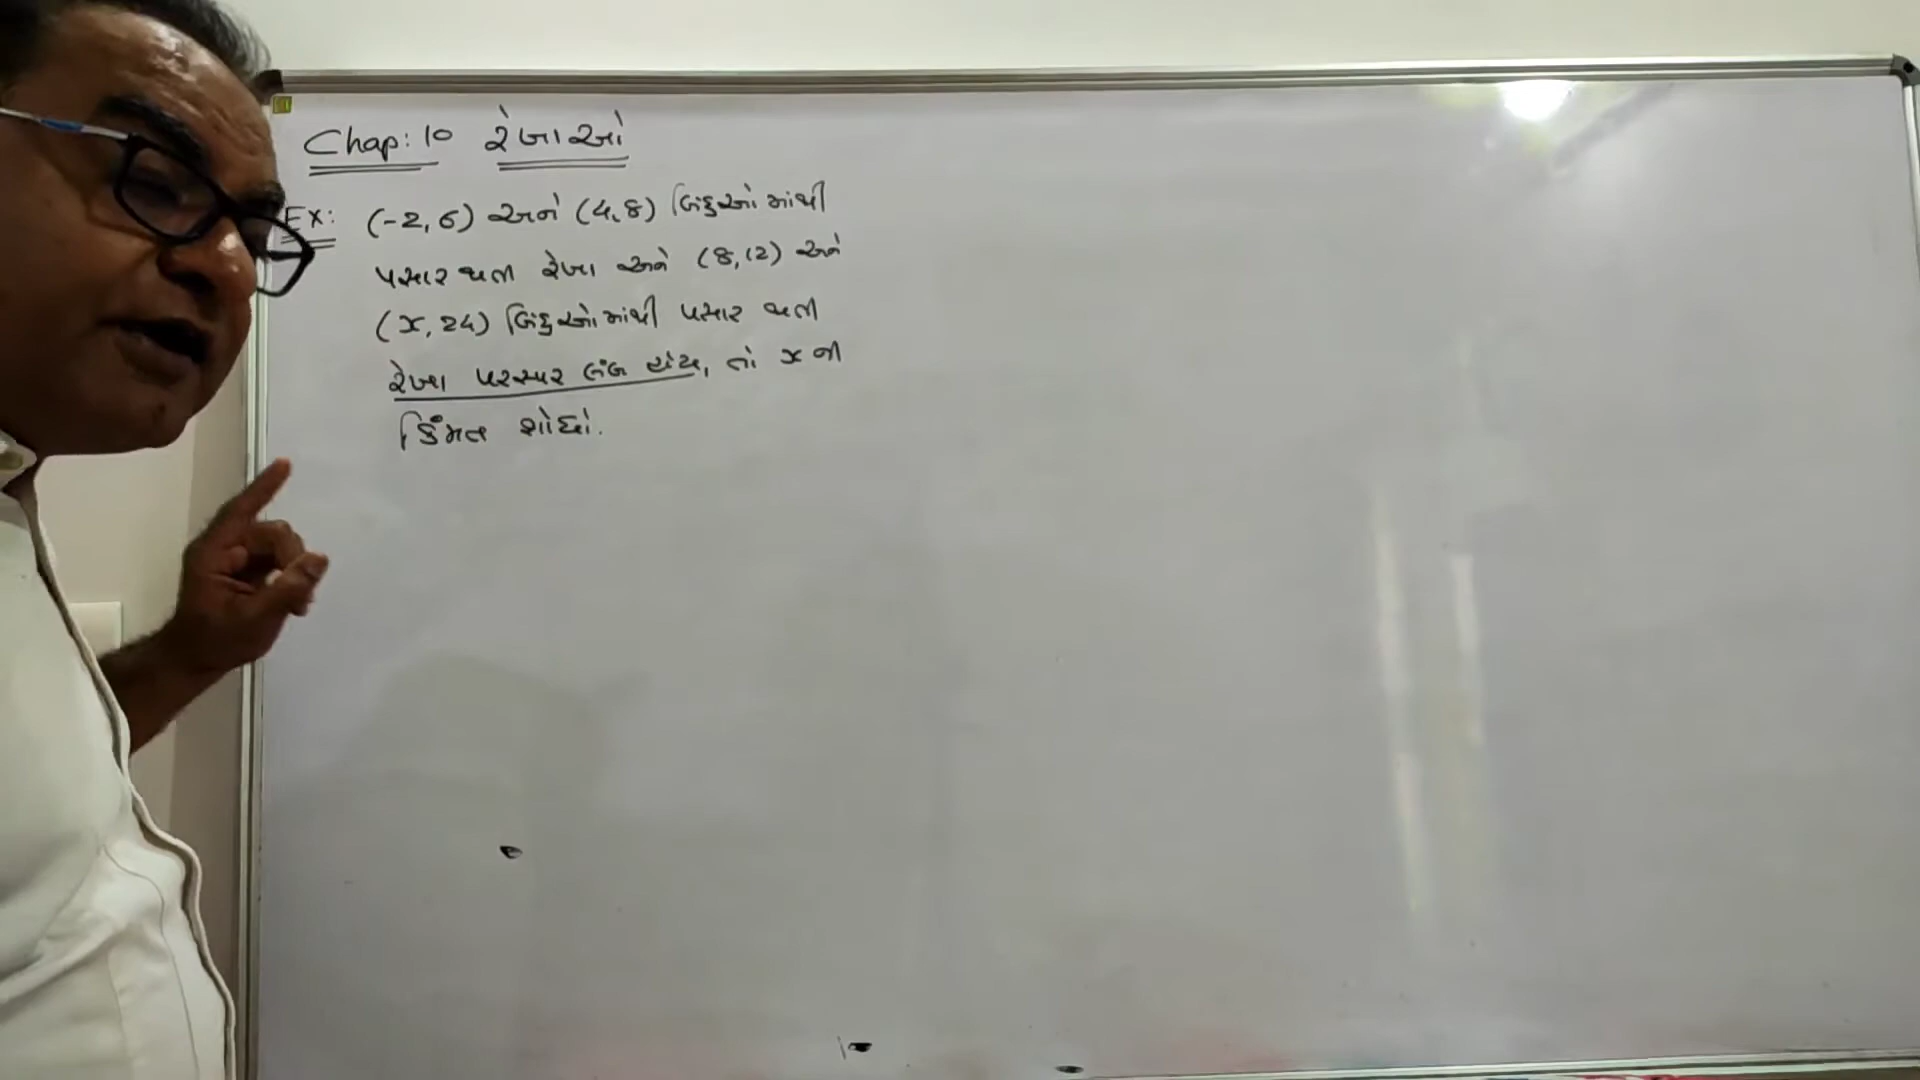 Chap: 10 રેખાઓ
Ex: (-2, 6) અને (4, 8) બિંદુઓમાંથી
પસાર થતી રેખા અને (8, 12) અને
(x, 24) બિંદુઓમાંથી પસાર થતી
રેખા પરસ્પર લંબ હોય, તો x ની
કિંમત શોધો.